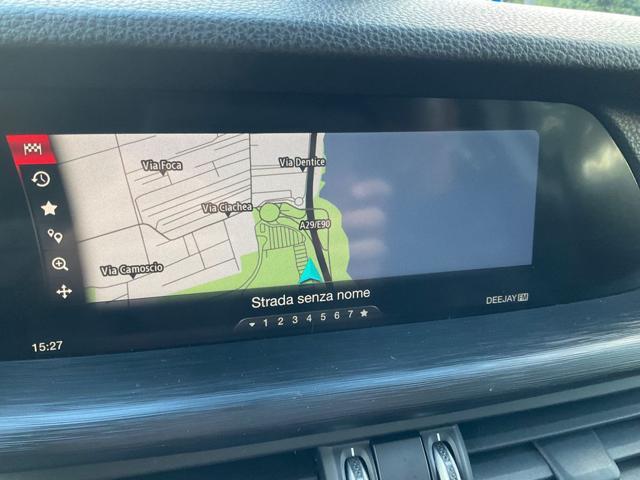 Via Foca
Via Dentice
Via Ciachea
A29/E90
Via Camoscio
Strada senza nome
DEEJAY FM
1 2 3 4 5 6 7
15:27